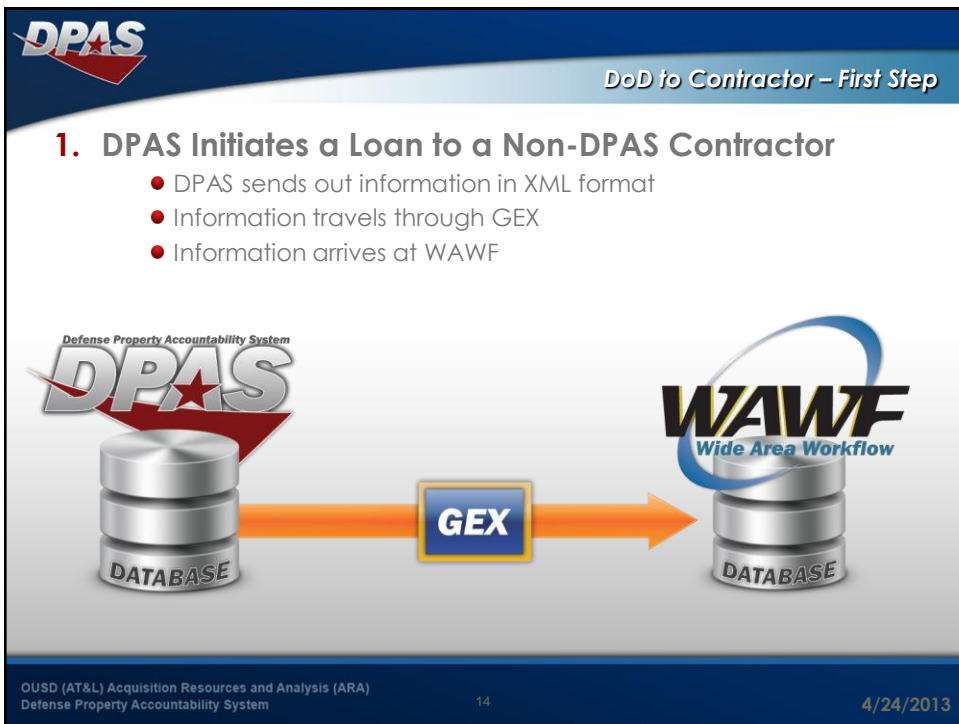 DPAS
DoD to Contractor – First Step
1. DPAS Initiates a Loan to a Non-DPAS Contractor
DPAS sends out information in XML format
Information travels through GEX
Information arrives at WAWF
Defense Property Accountability System
DPAS
DATABASE
GEX
WAWF
Wide Area Workflow
DATABASE
OUSD (AT&L) Acquisition Resources and Analysis (ARA)
Defense Property Accountability System
14
4/24/2013